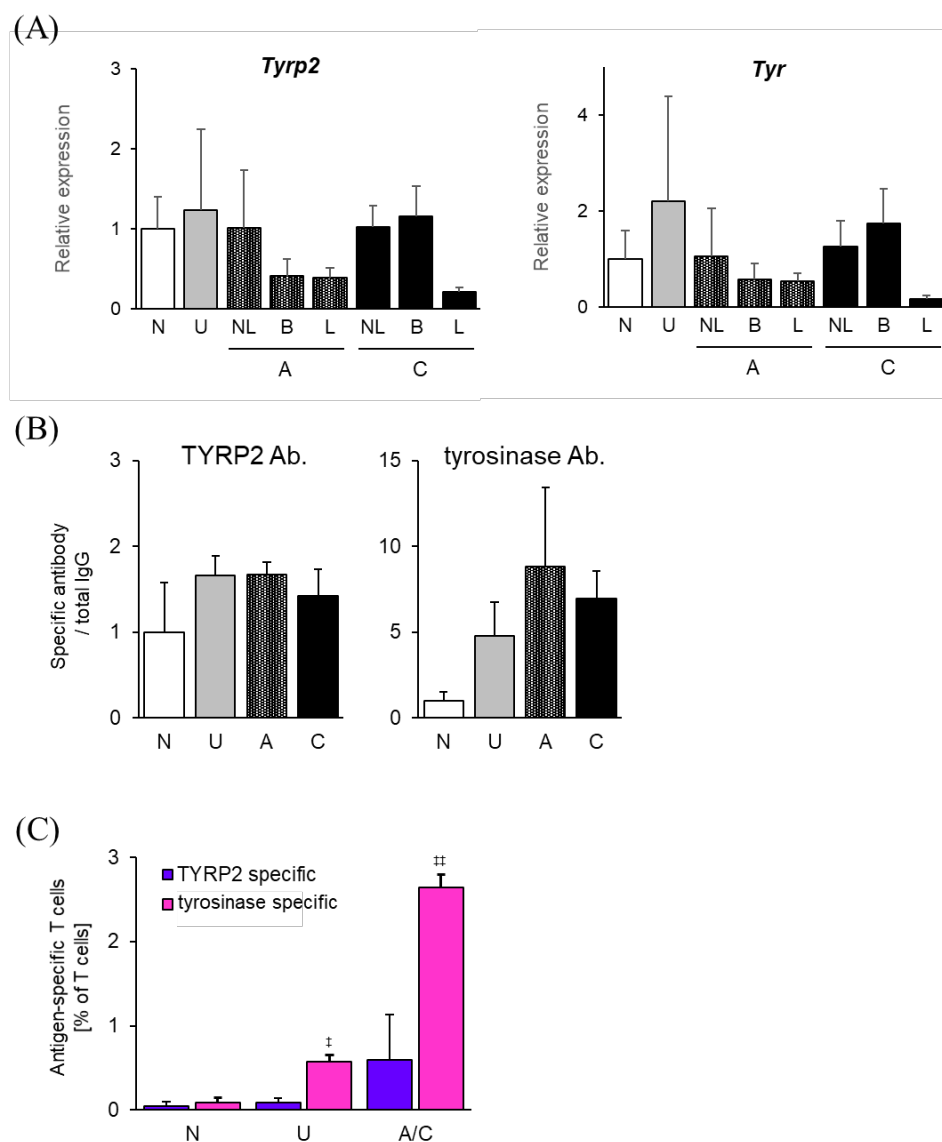 (A)
Tyrp2
Relative expression
3
2
1
0
N U NL B L NL B L
A C
Tyr
Relative expression
4
2
0
N U NL B L NL B L
A C
(B)
TYRP2 Ab.
Specific antibody
/ total IgG
3
2
1
0
N U A C
tyrosinase Ab.
15
10
5
0
N U A C
(C)
Antigen-specific T cells
[% of T cells]
3
2
1
0
TYRP2 specific
tyrosinase specific
‡
‡‡
N U A/C